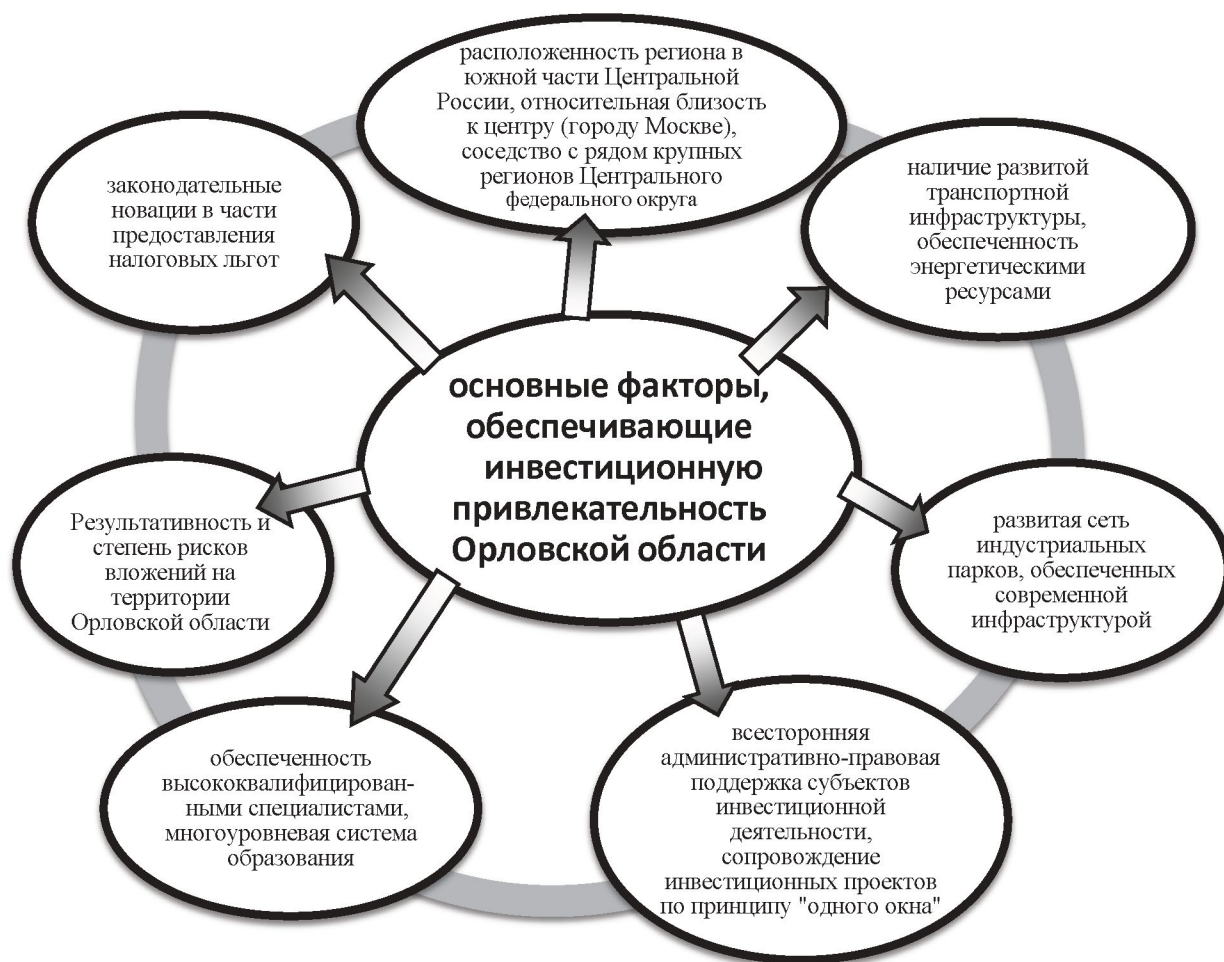 расположенность региона в
южной части Центральной
России, относительная близость
к центру (городу Москве),
соседство с рядом крупных
регионов Центрального
федерального округа
законодательные
новации в части
предоставления
налоговых льгот
наличие развитой
транспортной
инфраструктуры,
обеспеченность
энергетическими
ресурсами
основные факторы,
обеспечивающие
инвестиционную
привлекательность
Орловской области
Результативность и
степень рисков
вложений на
территории
Орловской области
развитая сеть
индустриальных
парков, обеспеченных
современной
инфраструктурой
обеспеченность
высококвалифицирован-
ными специалистами,
многоуровневая система
образования
всесторонняя
административно-правовая
поддержка субъектов
инвестиционной
деятельности,
сопровождение
инвестиционных проектов
по принципу "одного окна"